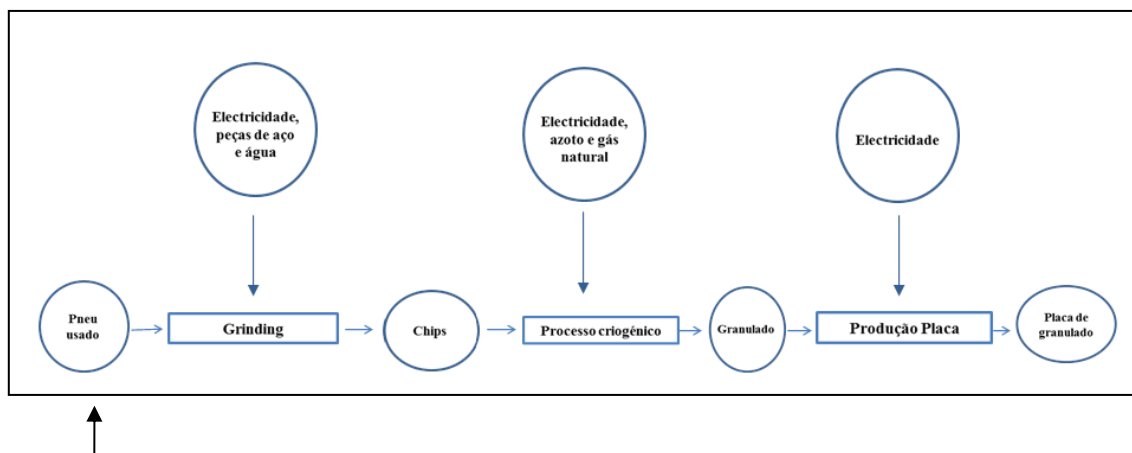 Electricidade,
peças de aço
e água
Electricidade,
azoto e gás
natural
Electricidade
Pneu
usado
Grinding
Chips
Processo criogénico
Granulado
Produção Placa
Placa de
granulado